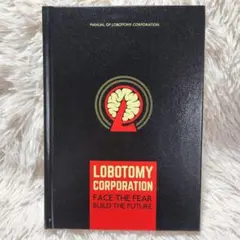 MANUAL OF LOBOTOMY CORPORATION
LOBOTOMY
CORPORATION
FACE THE FEAR
BUILD THE FUTURE